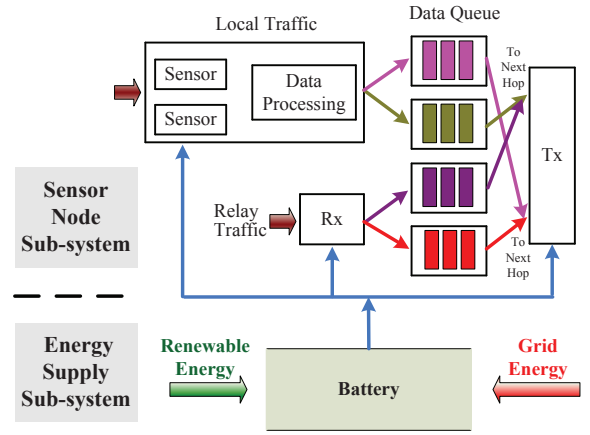 Local Traffic
Data Queue
Sensor
Sensor
Data
Processing
To
Next
Hop
Tx
Sensor
Node
Sub-system
Relay
Traffic
Rx
To
Next
Hop
Energy
Supply
Sub-system
Renewable
Energy
Battery
Grid
Energy